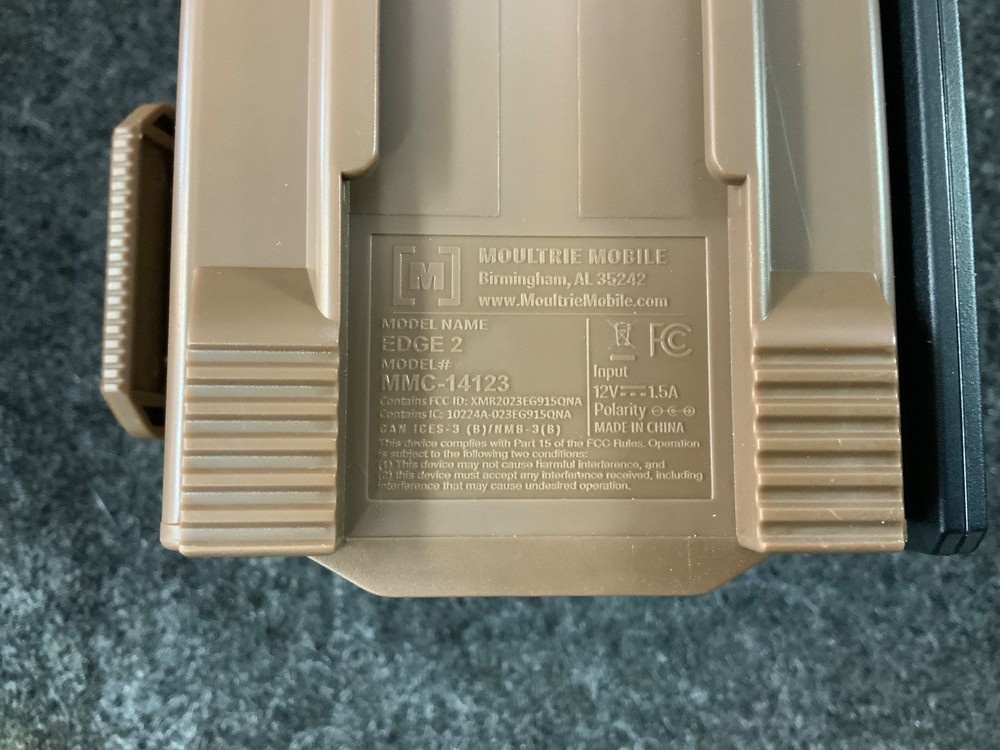 M
MOULTRIE MOBILE
Birmingham, AL 35242
www.MoultrieMobile.com
MODEL NAME
EDGE 2
MODEL#
MMC-14123
Contains FCC ID: XMR2023EG915QNA
Contains IC: 10224A-023EG915QNA
CAN ICES-3 (B)/NMB-3(B)
FC
Input
12V 1.5A
Polarity
MADE IN CHINA
This device complies with Part 15 of the FCC Rules. Operation
is subject to the following two conditions:
(1) This device may not cause harmful interference, and
(2) this device must accept any interference received, including
interference that may cause undesired operation.